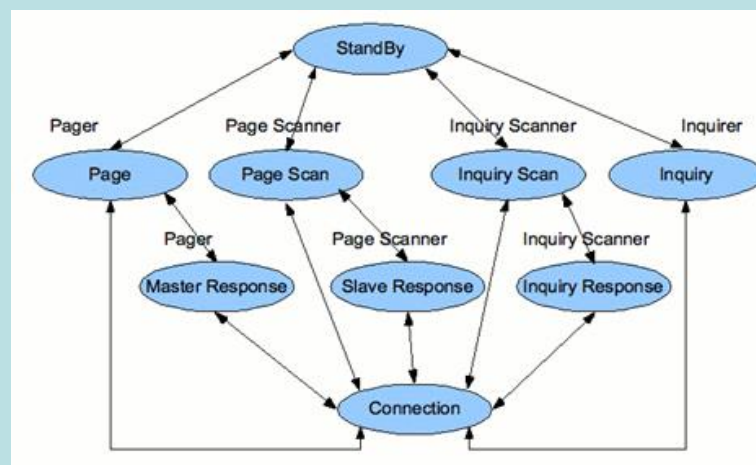 StandBy
Pager
Page Scanner
Inquiry Scanner
Inquirer
Page
Page Scan
Inquiry Scan
Inquiry
Pager
Page Scanner
Inquiry Scanner
Master Response
Slave Response
Inquiry Response
Connection